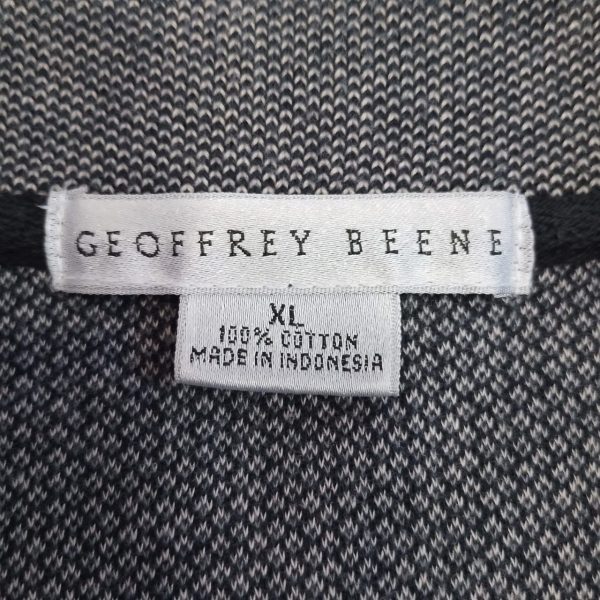 GEOFFREY BEENE
XL
100% COTTON
MADE IN INDONESIA